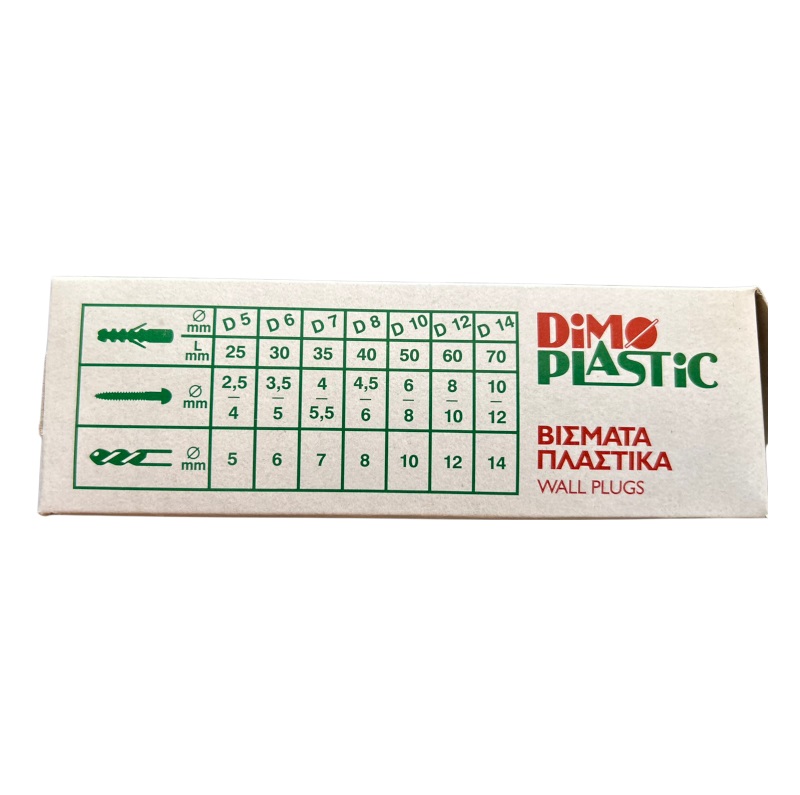 Ø mm D 5 D 6 D 7 D 8 D 10 D 12 D 14
L mm 25 30 35 40 50 60 70
Ø mm 2,5 – 4 3,5 – 5 4 – 5,5 4,5 – 6 6 – 8 8 – 10 10 – 12
Ø mm 5 6 7 8 10 12 14
DiMO
PLASTiC
ΒΙΣΜΑΤΑ
ΠΛΑΣΤΙΚΑ
WALL PLUGS